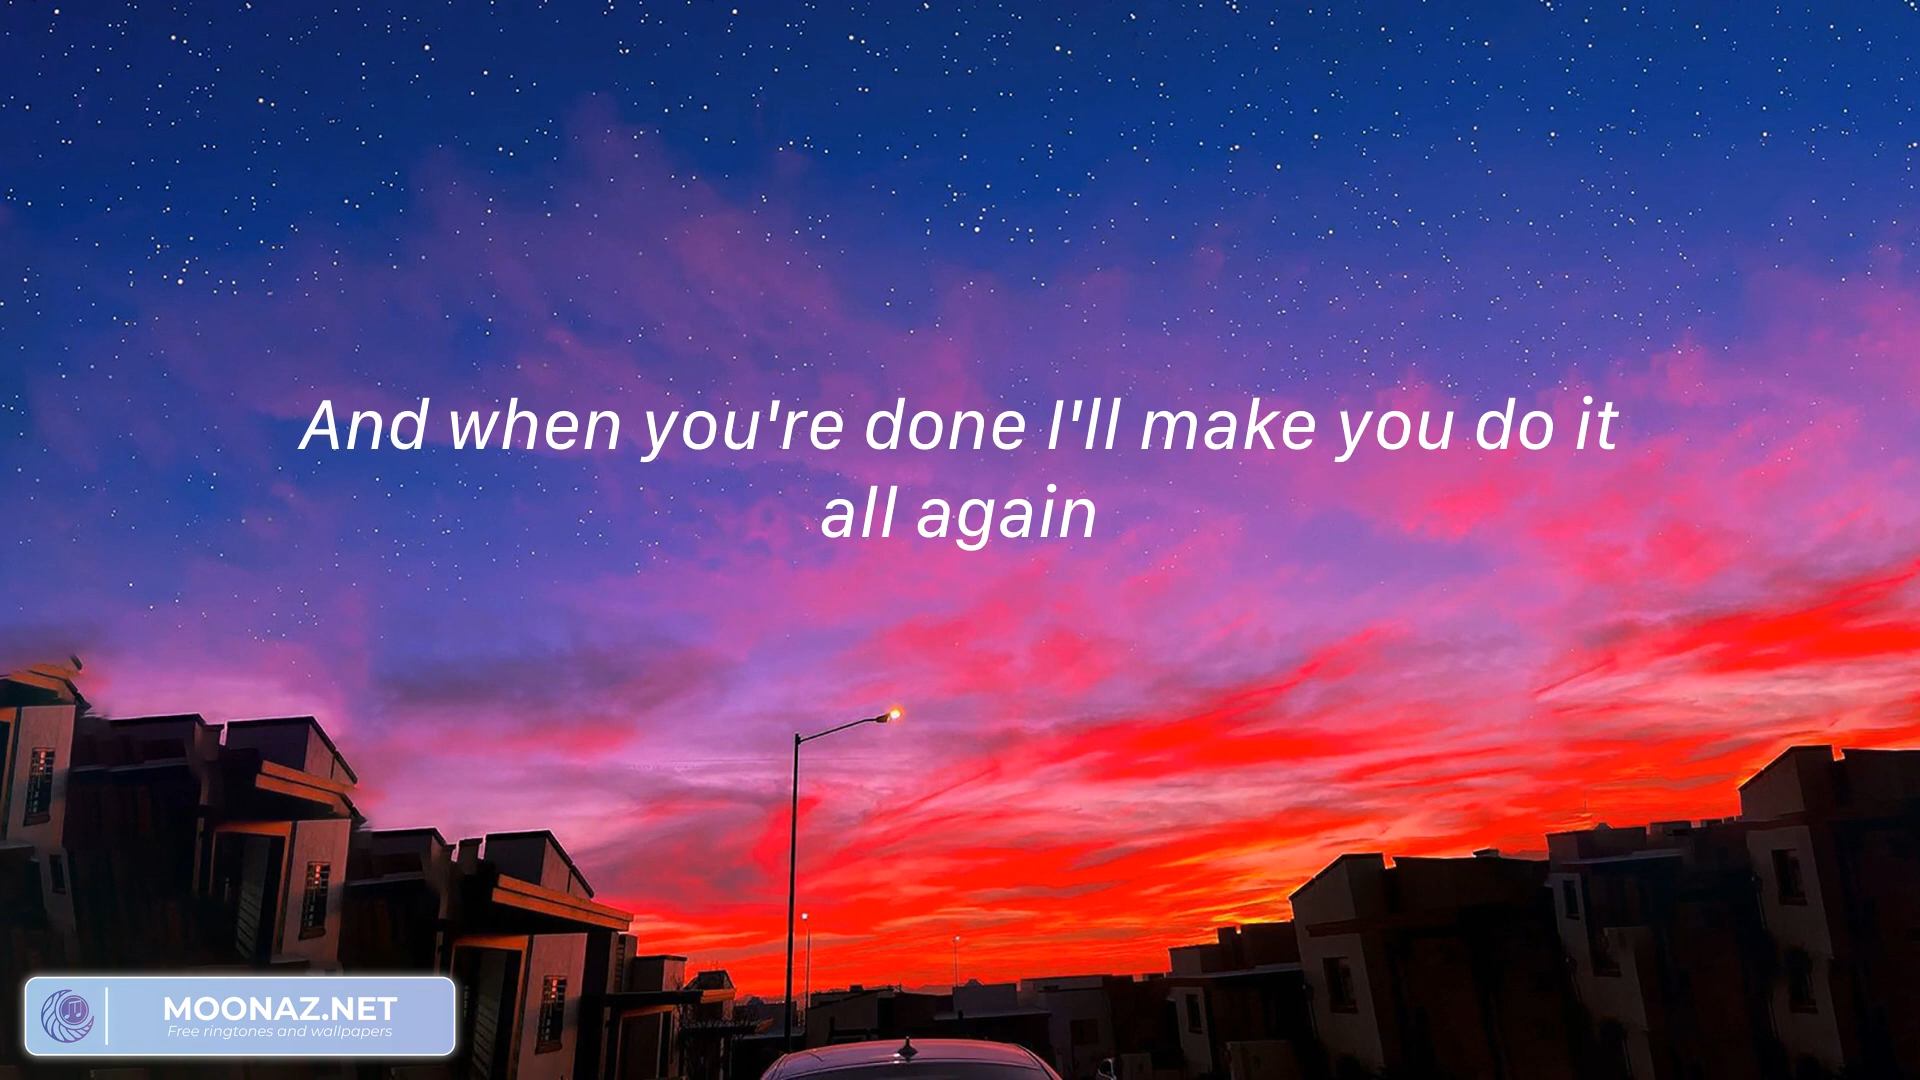 And when you're done I'll make you do it
all again
MOONAZ.NET
Free ringtones and wallpapers